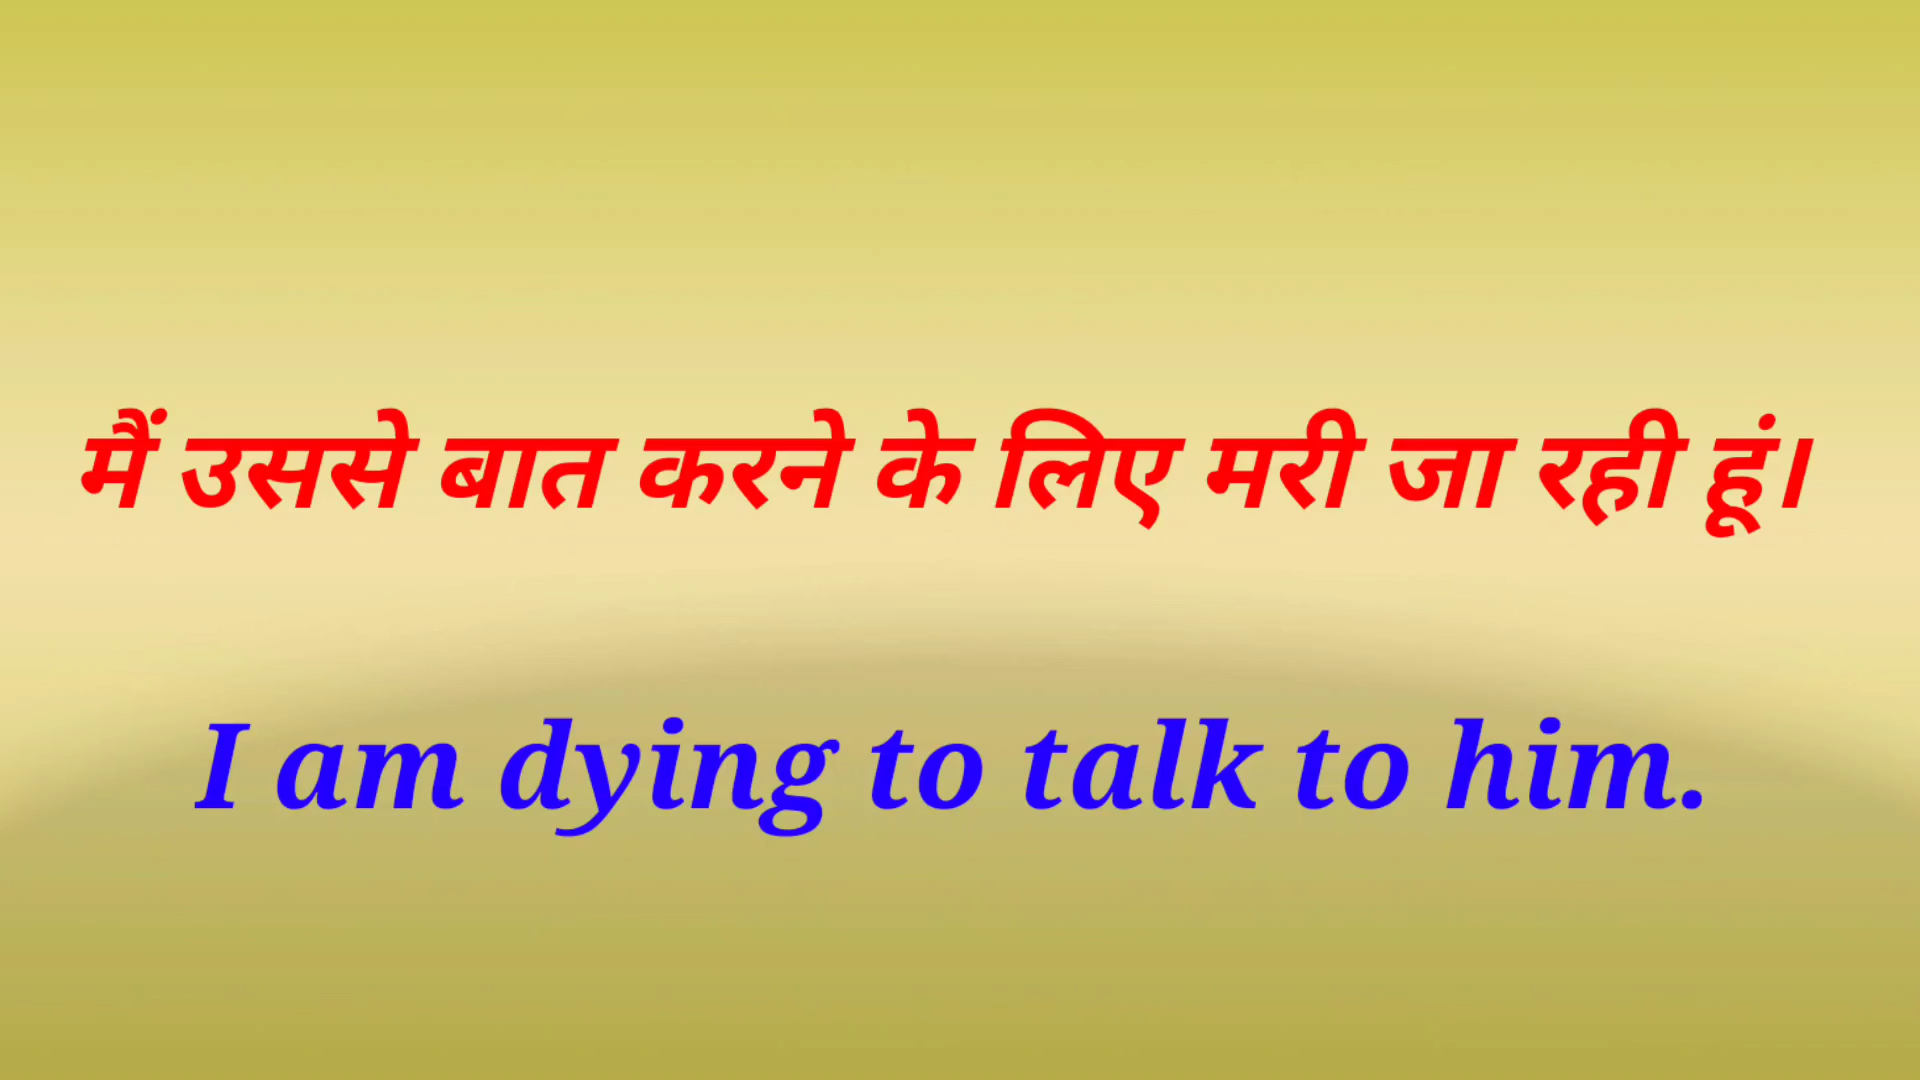 मैं उससे बात करने के लिए मरी जा रही हूं।
I am dying to talk to him.